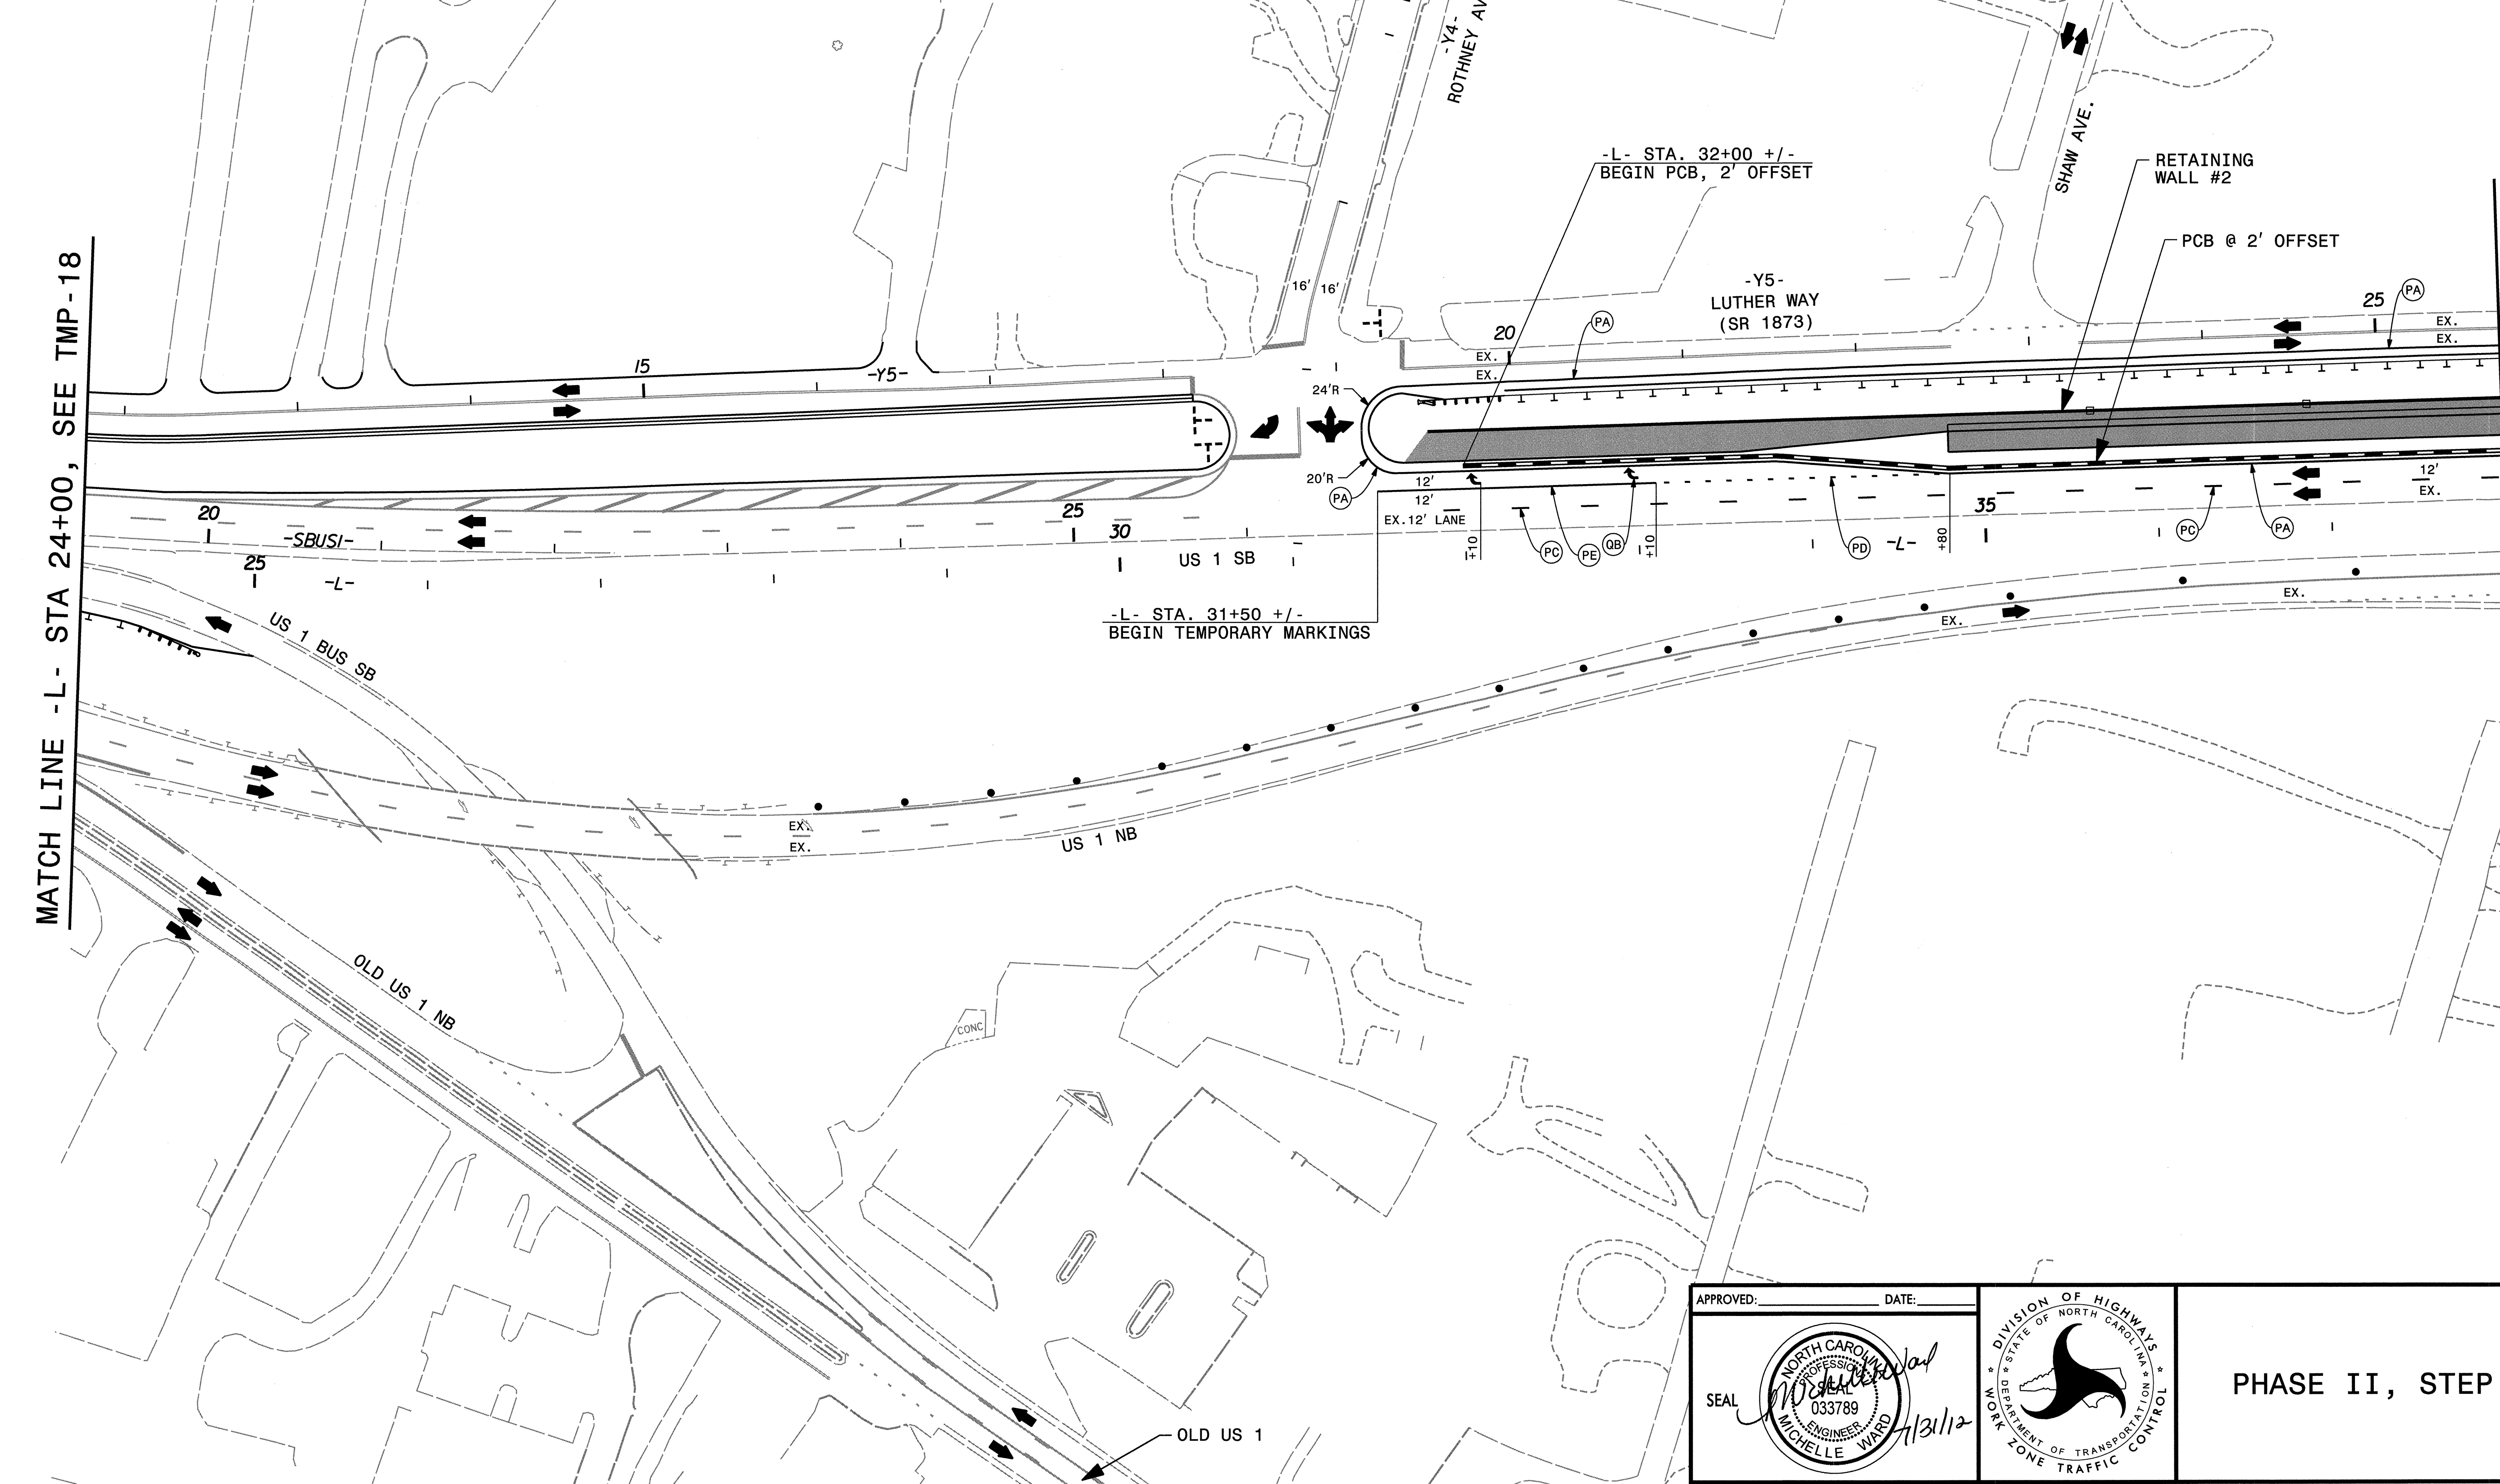 MATCH LINE -L- STA 24+00, SEE TMP-18
-Y4-
ROTHNEY AV
SHAW AVE.
-L- STA. 32+00 +/-
BEGIN PCB, 2' OFFSET
RETAINING
WALL #2
PCB @ 2' OFFSET
16' 16'
-Y5-
LUTHER WAY
(SR 1873)
20
PA
25
PA
EX.
EX.
EX.
EX.
15
-Y5-
24'R
20'R
PA
12'
12'
EX.12' LANE
12'
EX.
20
-SBUS1-
25
-L-
25
30
US 1 SB
+10
PC
PE
QB
+10
PD
-L-
+80
35
PC
PA
-L- STA. 31+50 +/-
BEGIN TEMPORARY MARKINGS
US 1 BUS SB
EX.
EX.
EX.
EX.
US 1 NB
OLD US 1 NB
CONC
OLD US 1
APPROVED: DATE:
SEAL
NORTH CAROLINA
PROFESSIONAL
SEAL
033789
ENGINEER
MICHELLE WARD
7/31/12
DIVISION OF HIGHWAYS
STATE OF NORTH CAROLINA
DEPARTMENT OF TRANSPORTATION
WORK ZONE TRAFFIC CONTROL
PHASE II, STEP